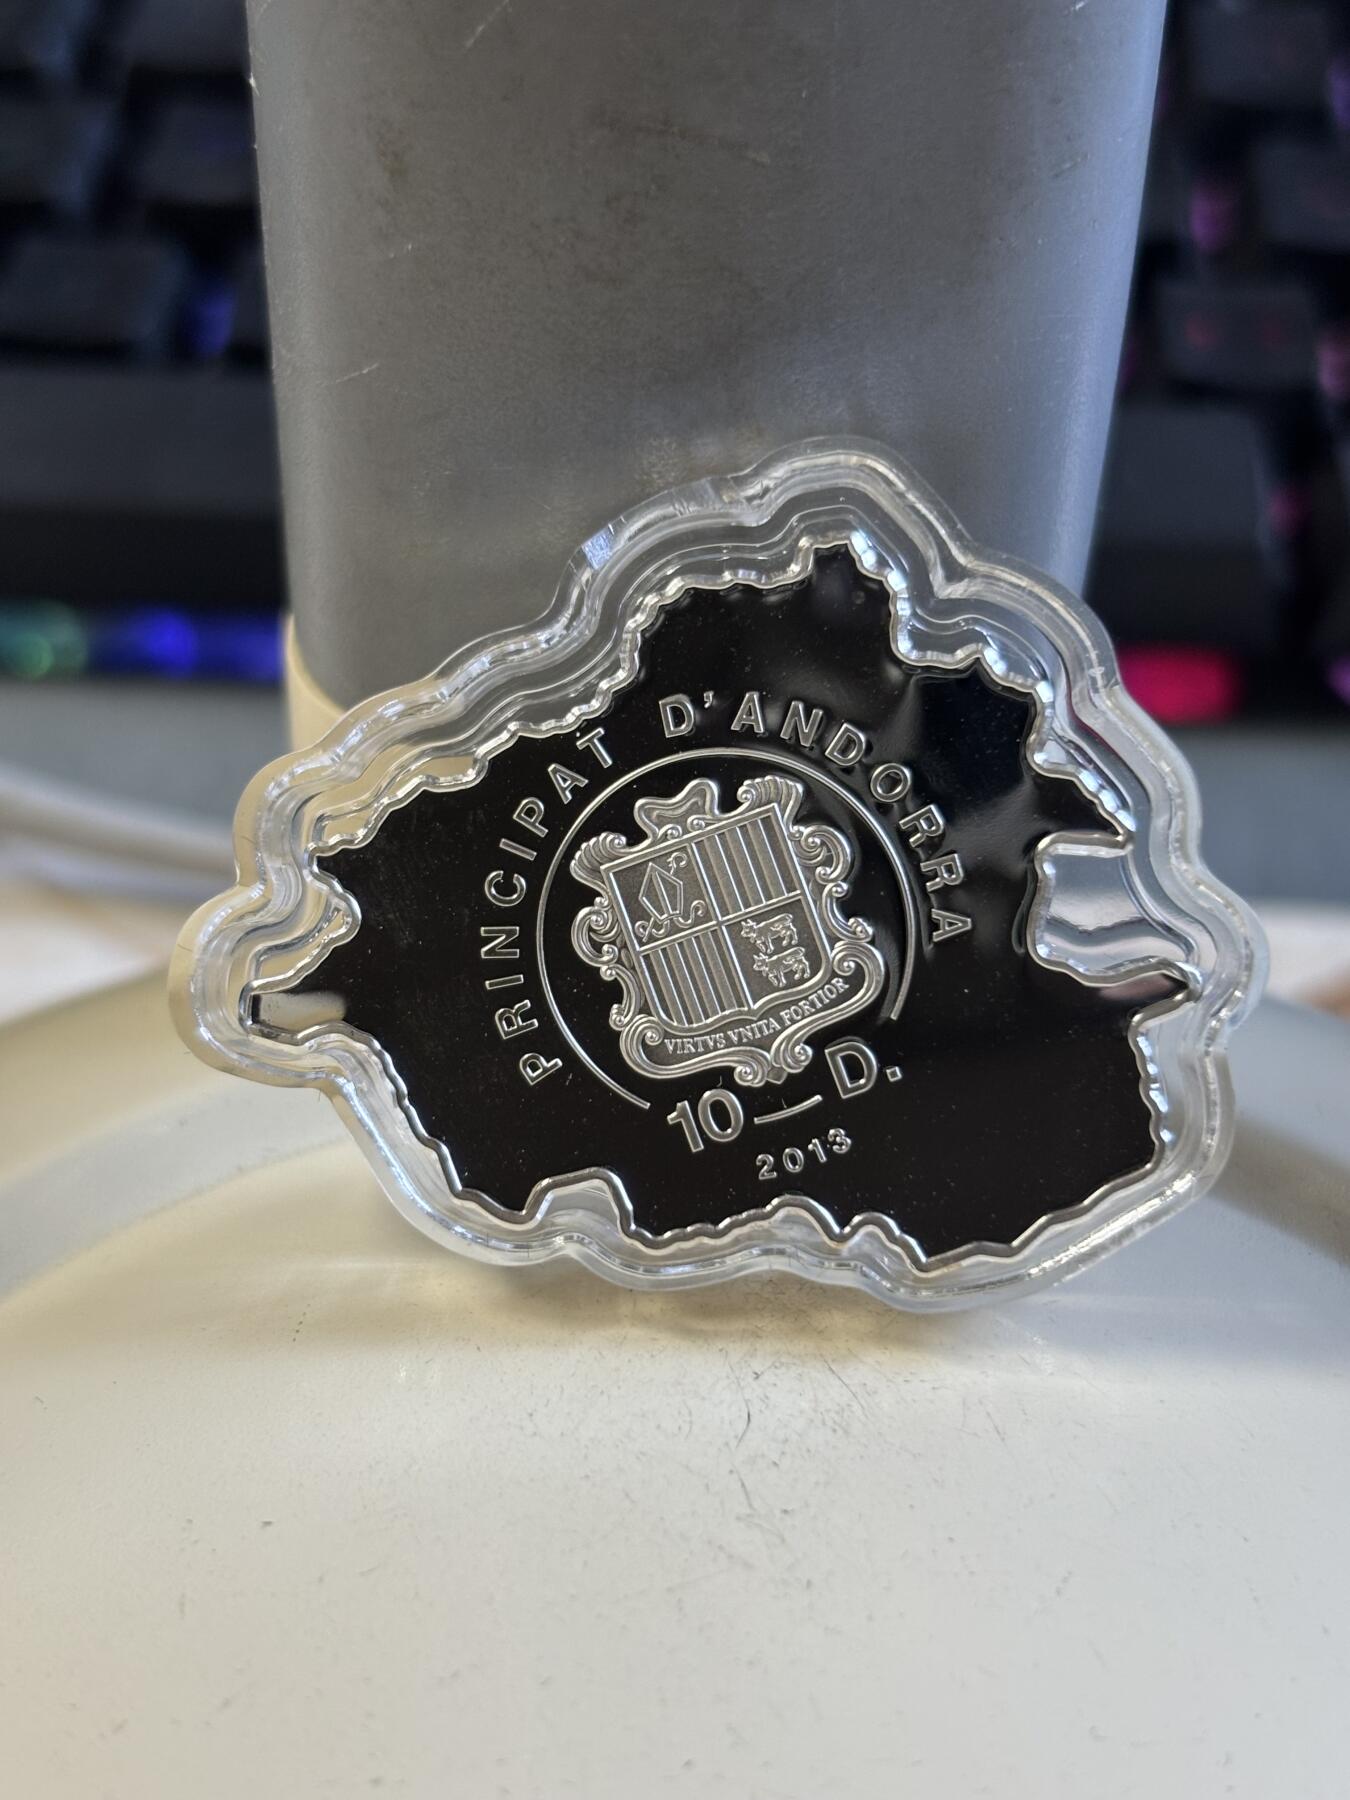 PRINCIPAT D'ANDORRA
VIRTVS VNITA FORTIOR
10—D.
2013